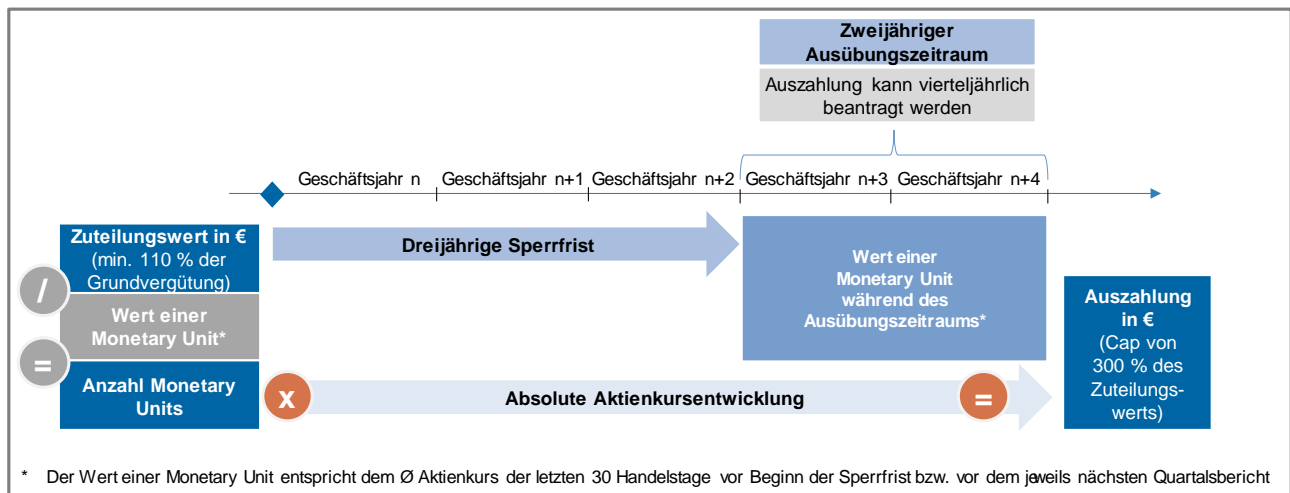 Zweijähriger
Ausübungszeitraum
Auszahlung kann vierteljährlich
beantragt werden
Geschäftsjahr n
Geschäftsjahr n+1
Geschäftsjahr n+2
Geschäftsjahr n+3
Geschäftsjahr n+4
Zuteilungswert in €
(min. 110 % der
Grundvergütung)
/
Wert einer
Monetary Unit*
=
Anzahl Monetary
Units
Dreijährige Sperrfrist
Wert einer
Monetary Unit
während des
Ausübungszeitraums*
x
Absolute Aktienkursentwicklung
=
Auszahlung
in €
(Cap von
300 % des
Zuteilungs-
werts)
* Der Wert einer Monetary Unit entspricht dem Ø Aktienkurs der letzten 30 Handelstage vor Beginn der Sperrfrist bzw. vor dem jeweils nächsten Quartalsbericht